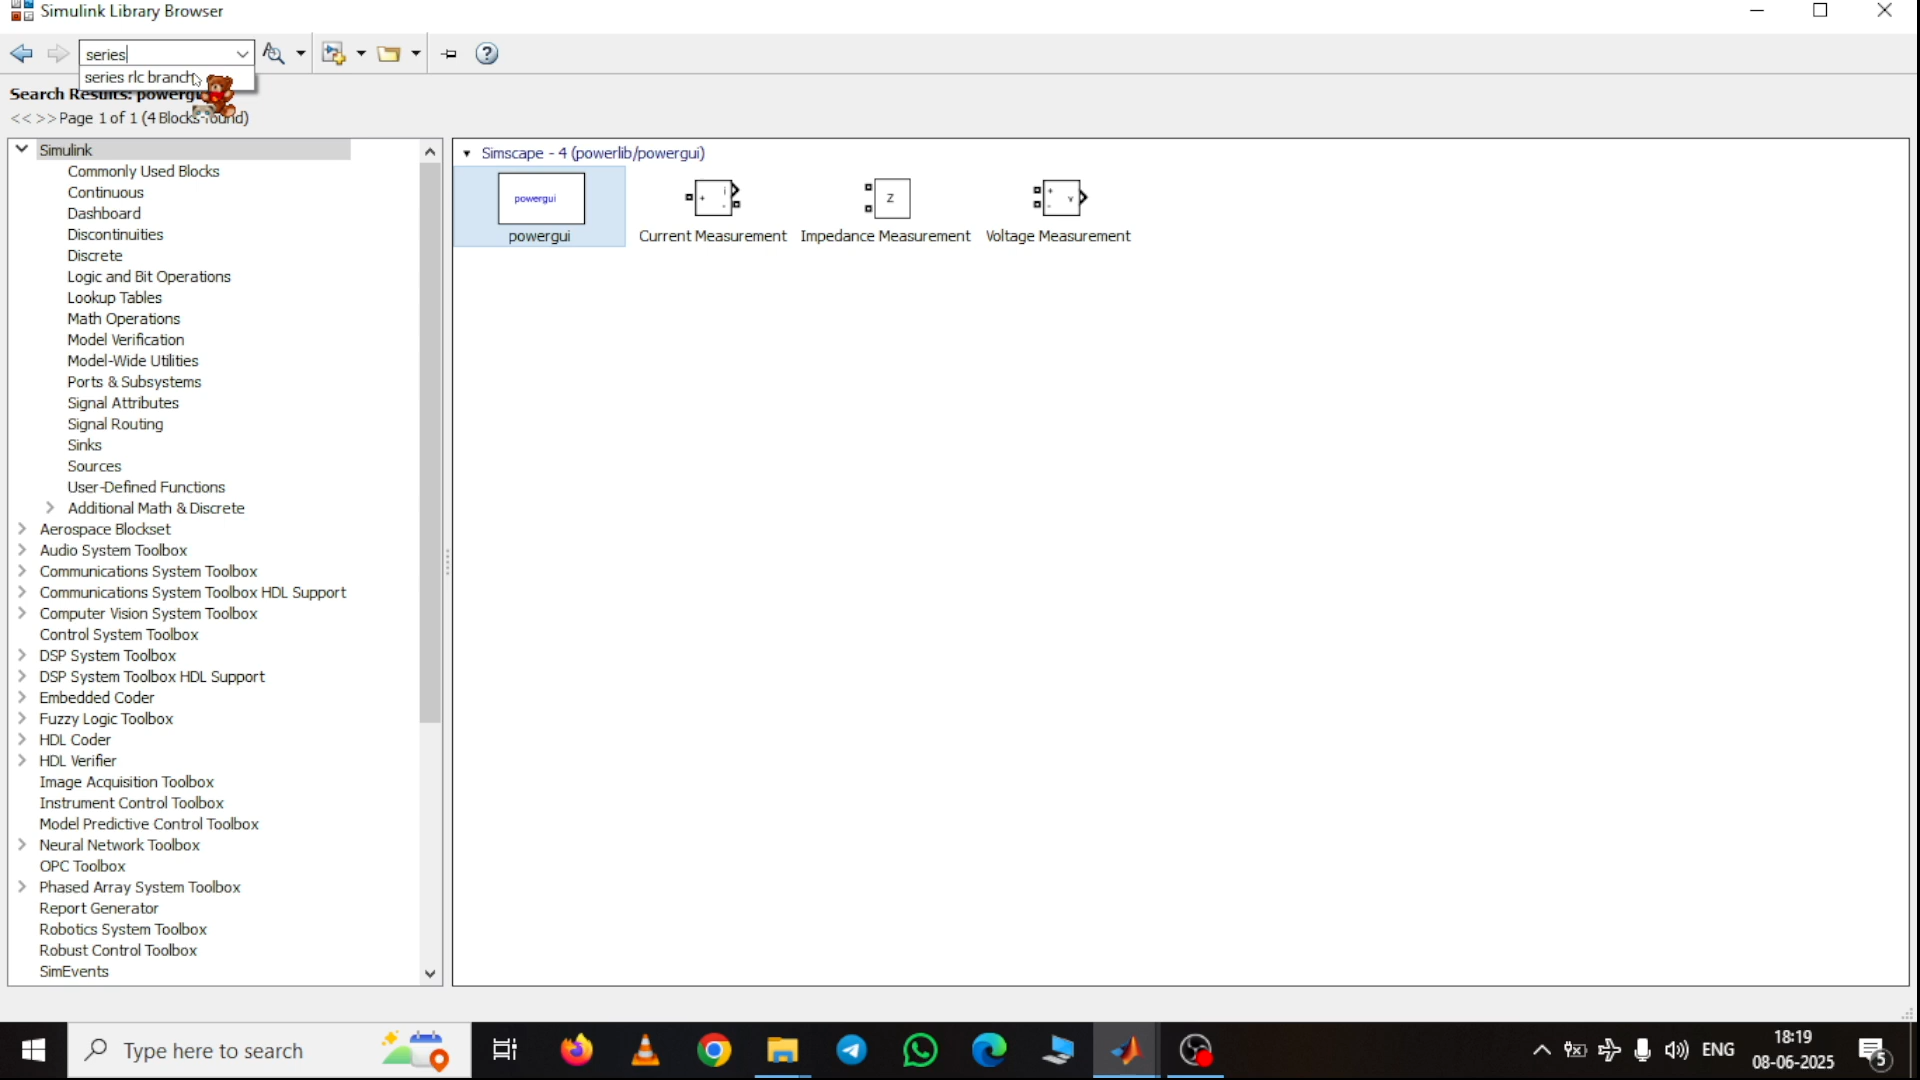 Simulink Library Browser
series
series rlc branch
Search Results: powergui
<< >> Page 1 of 1 (4 Blocks found)
Simulink
Commonly Used Blocks
Continuous
Dashboard
Discontinuities
Discrete
Logic and Bit Operations
Lookup Tables
Math Operations
Model Verification
Model-Wide Utilities
Ports & Subsystems
Signal Attributes
Signal Routing
Sinks
Sources
User-Defined Functions
Additional Math & Discrete
Aerospace Blockset
Audio System Toolbox
Communications System Toolbox
Communications System Toolbox HDL Support
Computer Vision System Toolbox
Control System Toolbox
DSP System Toolbox
DSP System Toolbox HDL Support
Embedded Coder
Fuzzy Logic Toolbox
HDL Coder
HDL Verifier
Image Acquisition Toolbox
Instrument Control Toolbox
Model Predictive Control Toolbox
Neural Network Toolbox
OPC Toolbox
Phased Array System Toolbox
Report Generator
Robotics System Toolbox
Robust Control Toolbox
SimEvents
Simscape - 4 (powerlib/powergui)
powergui
+ i -
Z
+ - v
powergui
Current Measurement
Impedance Measurement
Voltage Measurement
Type here to search
ENG
18:19
08-06-2025
5